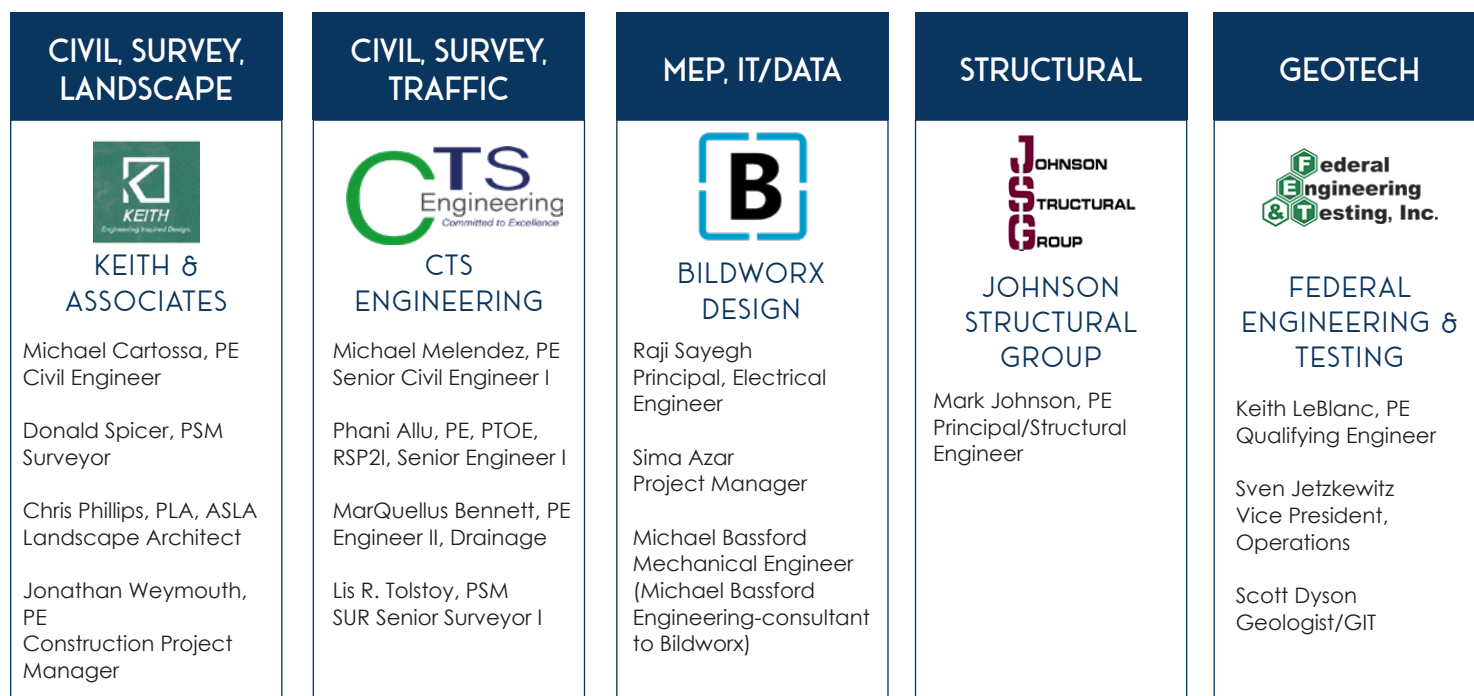 CIVIL, SURVEY,
LANDSCAPE
KEITH
Engineering Inspired Design.
KEITH &
ASSOCIATES
Michael Cartossa, PE
Civil Engineer
Donald Spicer, PSM
Surveyor
Chris Phillips, PLA, ASLA
Landscape Architect
Jonathan Weymouth,
PE
Construction Project
Manager
CIVIL, SURVEY,
TRAFFIC
CTS
Engineering
Committed to Excellence
CTS
ENGINEERING
Michael Melendez, PE
Senior Civil Engineer I
Phani Allu, PE, PTOE,
RSP2I, Senior Engineer I
MarQuellus Bennett, PE
Engineer II, Drainage
Lis R. Tolstoy, PSM
SUR Senior Surveyor I
MEP, IT/DATA
B
BILDWORX
DESIGN
Raji Sayegh
Principal, Electrical
Engineer
Sima Azar
Project Manager
Michael Bassford
Mechanical Engineer
(Michael Bassford
Engineering-consultant
to Bildworx)
STRUCTURAL
JOHNSON
STRUCTURAL
GROUP
JOHNSON
STRUCTURAL
GROUP
Mark Johnson, PE
Principal/Structural
Engineer
GEOTECH
Federal
Engineering
& Testing, Inc.
FEDERAL
ENGINEERING &
TESTING
Keith LeBlanc, PE
Qualifying Engineer
Sven Jetzkewitz
Vice President,
Operations
Scott Dyson
Geologist/GIT